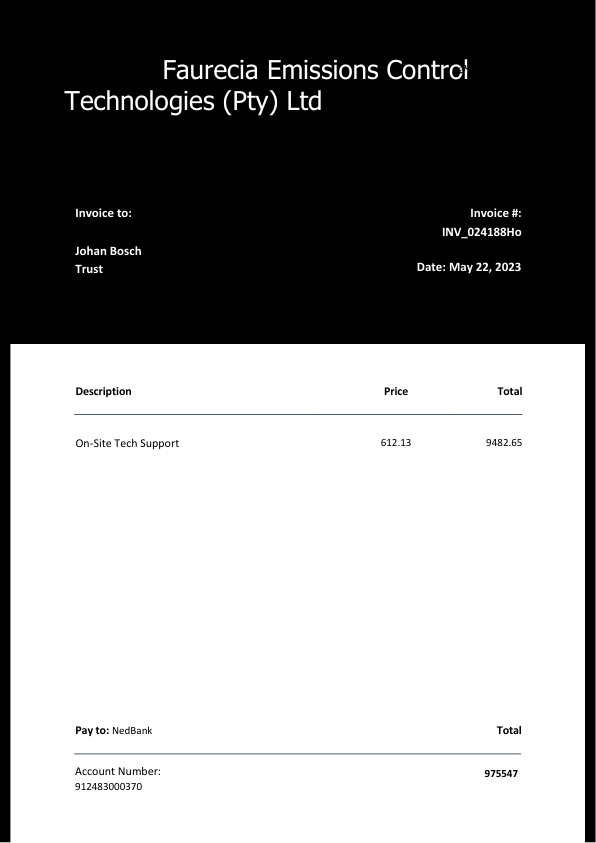 Faurecia Emissions Control
Technologies (Pty) Ltd
Invoice to:
Invoice #:
INV_024188Ho
Johan Bosch
Trust
Date: May 22, 2023
Description Price Total
On-Site Tech Support 612.13 9482.65
Pay to: NedBank Total
Account Number:
912483000370
975547